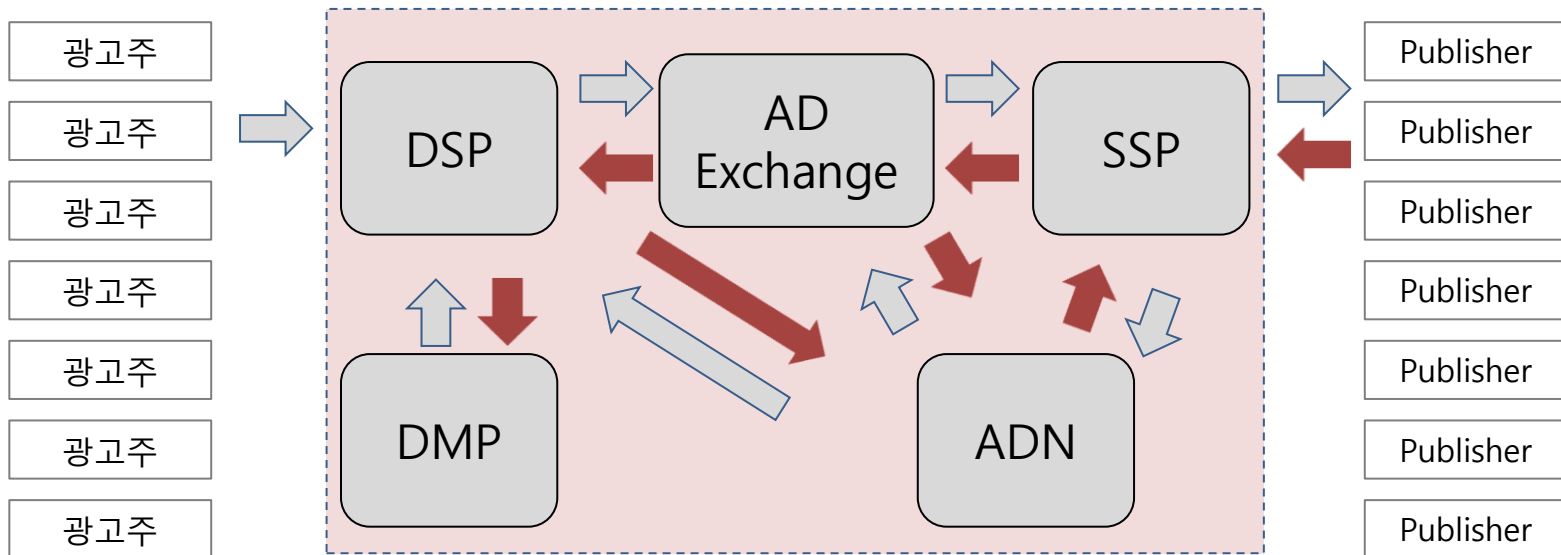 광고주
광고주
광고주
광고주
광고주
광고주
광고주
DSP
AD
Exchange
SSP
DMP
ADN
Publisher
Publisher
Publisher
Publisher
Publisher
Publisher
Publisher